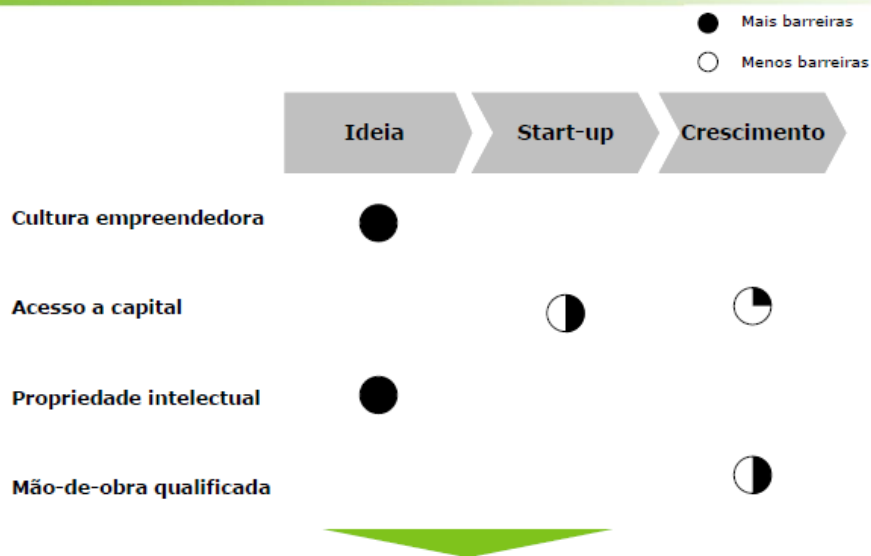 Mais barreiras
Menos barreiras
Ideia
Start-up
Crescimento
Cultura empreendedora
Acesso a capital
Propriedade intelectual
Mão-de-obra qualificada